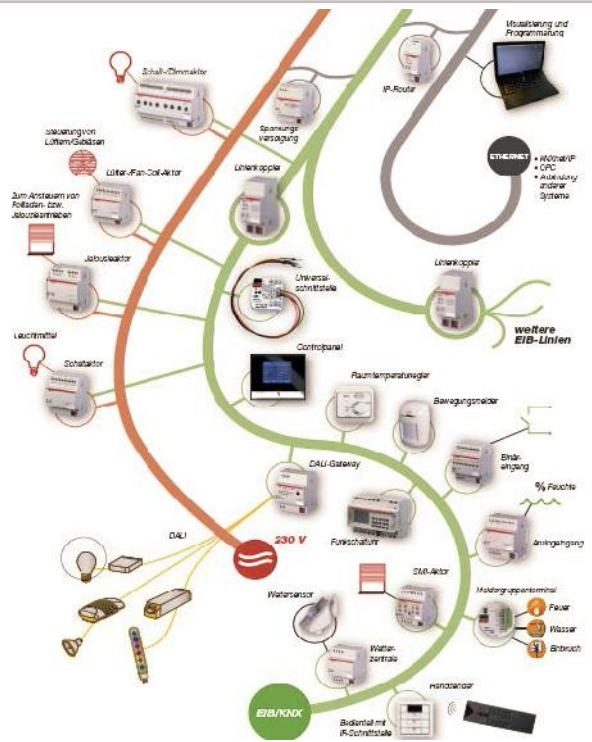 Visualisierung und
Programmierung
Schalt-/Dimmaktor
IP-Router
Spannungs
versorgung
Steuerung von
Lüftern/Gebläsen
ETHERNET
• KNXnet/IP
• OPC
• Anbindung
anderer
Systeme
Lüfter-/Fan-Coil-Aktor
Linienkoppler
Zum Ansteuern von
Rollladen- bzw.
Jalousieantrieben
Jalousieaktor
Universal-
schnittstelle
Linienkoppler
weitere
EIB-Linien
Leuchtmittel
Schaltaktor
Controlpanel
Raumtemperaturregler
Bewegungsmelder
Binär-
eingang
DALI-Gateway
% Feuchte
DALI
230 V
Funkschaltuhr
Analogeingang
SMI-Aktor
Meldergruppenterminal
Wettersensor
Feuer
Wasser
Einbruch
Wetter-
zentrale
Handsender
EIB/KNX
Bedienteil mit
IR-Schnittstelle